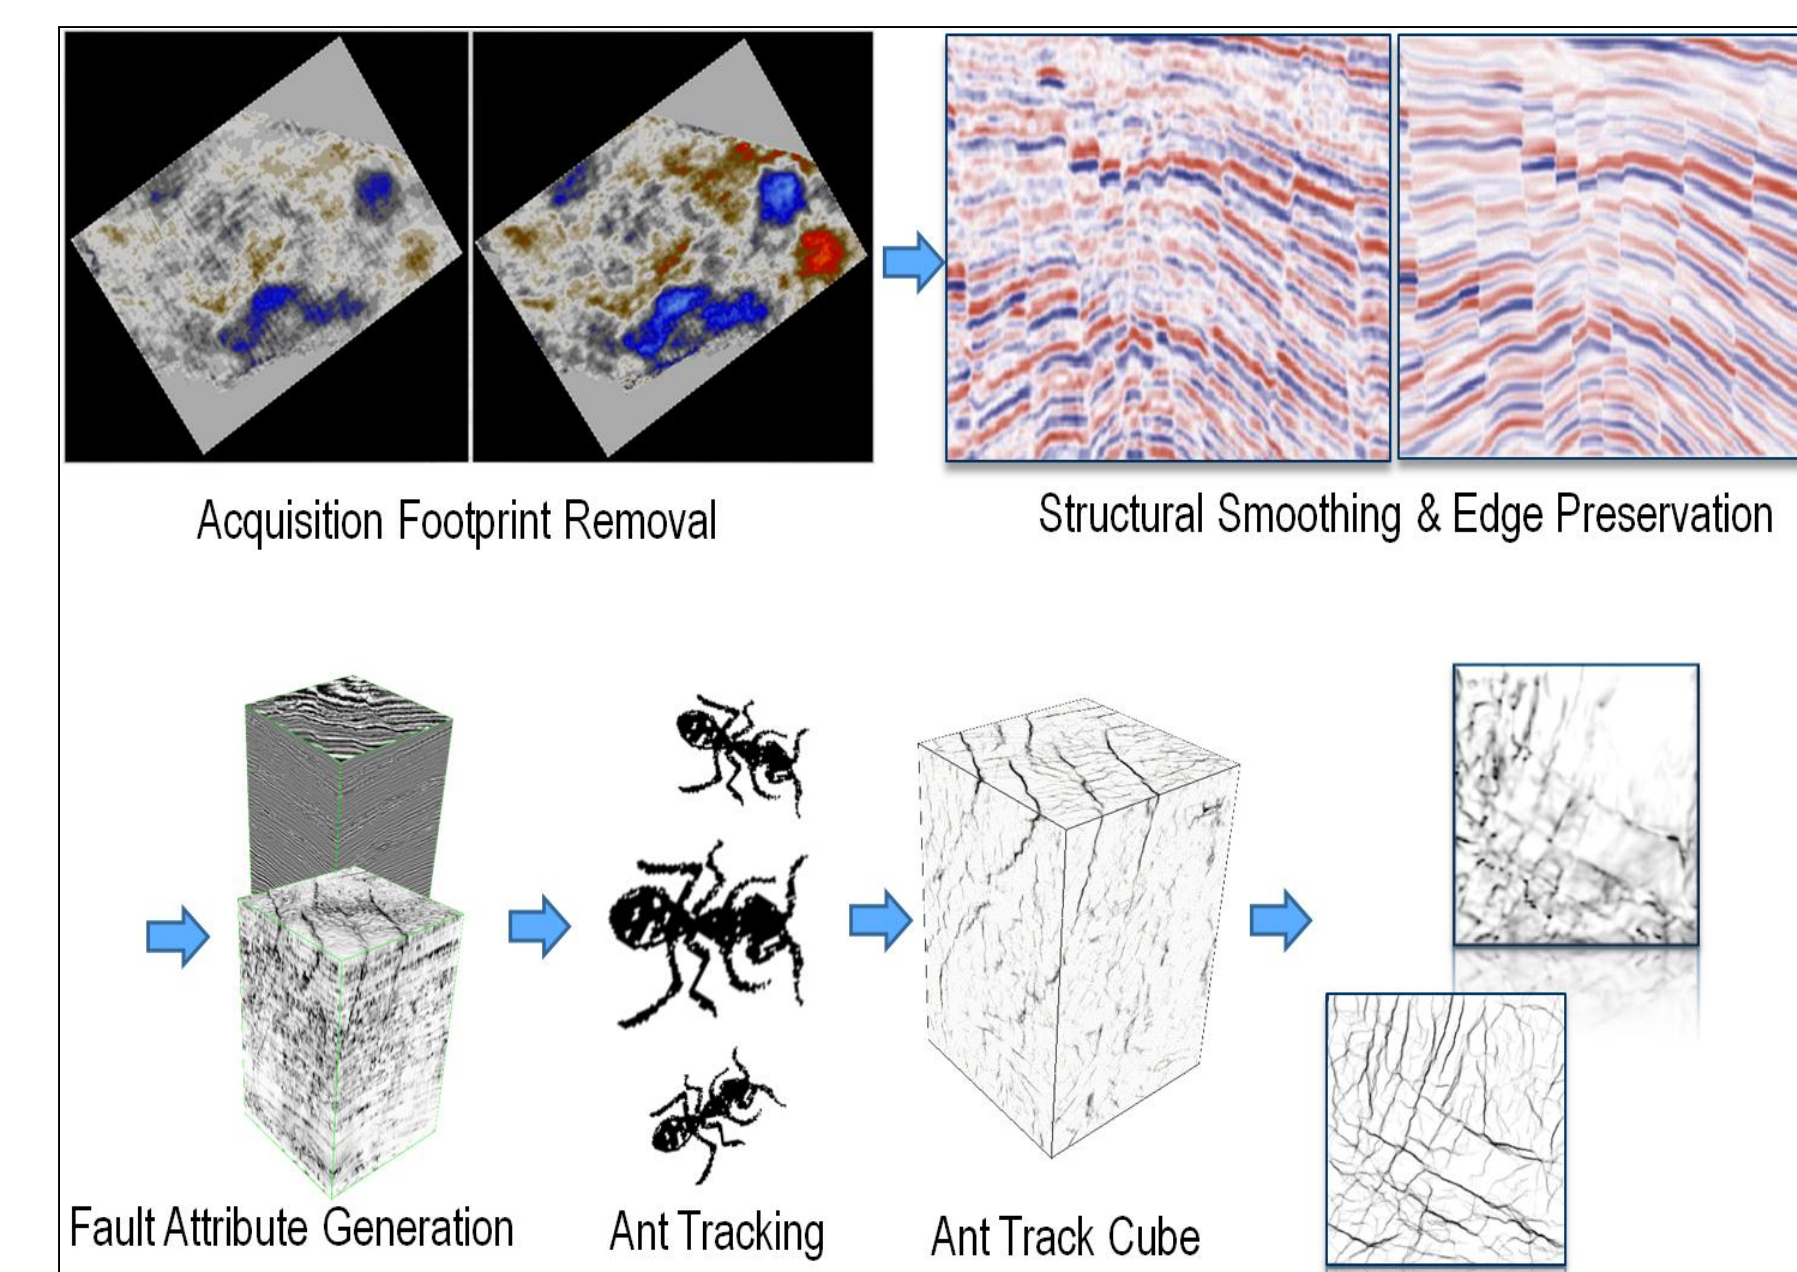 Acquisition Footprint Removal
Structural Smoothing & Edge Preservation
Fault Attribute Generation
Ant Tracking
Ant Track Cube